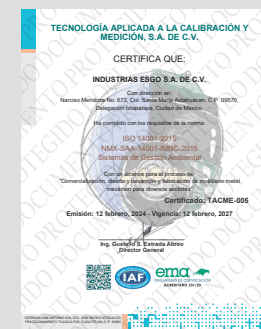 TECNOLOGÍA APLICADA A LA CALIBRACIÓN Y
MEDICIÓN, S.A. DE C.V.
CERTIFICA QUE:
INDUSTRIAS ESGO S.A. DE C.V.
Con dirección en:
Narciso Mendoza No. 672, Col. Santa María Aztahuacan, C.P. 09570,
Delegación Iztapalapa, Ciudad de México
Ha cumplido con los requisitos de la norma:
ISO 14001:2015
NMX-SAA-14001-IMNC-2015
Sistemas de Gestión Ambiental
Con un alcance para el proceso de
"Comercialización, diseño y desarrollo y fabricación de mobiliario metal
mecánico para diversos sectores"
Certificado: TACME-005
Emisión: 12 febrero, 2024 - Vigencia: 12 febrero, 2027
Ing. Gustavo S. Estrada Abreo
Director General
IAF
ema
ORGANISMO DE CERTIFICACIÓN